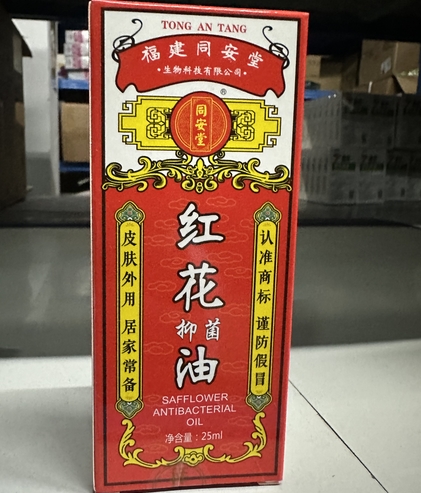 TONG AN TANG
福建同安堂
•生物科技有限公司•
®
同安堂
红花
抑菌
油
皮肤外用 居家常备
认准商标 谨防假冒
SAFFLOWER
ANTIBACTERIAL
OIL
净含量：25ml